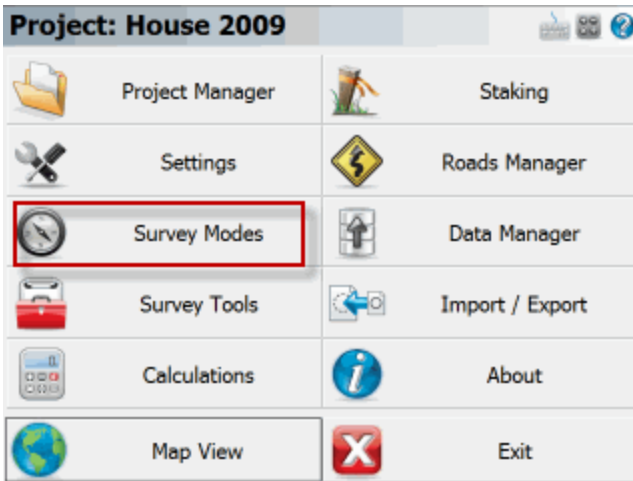 Project: House 2009
Project Manager
Staking
Settings
Roads Manager
Survey Modes
Data Manager
Survey Tools
Import / Export
Calculations
About
Map View
Exit